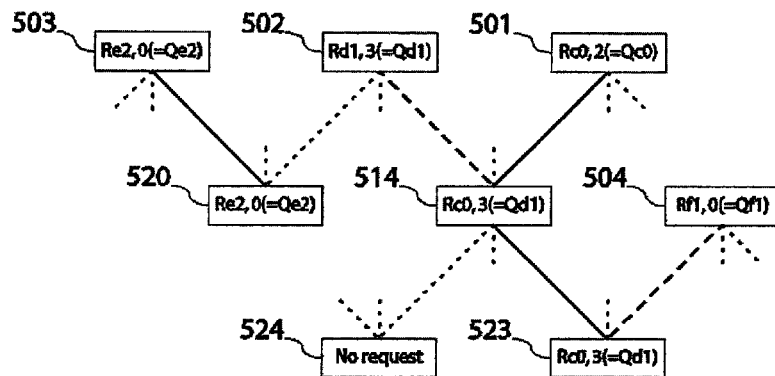 503 502 501
Re2, 0(=Qe2) Rd1, 3(=Qd1) Rc0, 2(=Qc0)
520 514 504
Re2, 0(=Qe2) Rc0, 3(=Qd1) Rf1, 0(=Qf1)
524 523
No request Rc0, 3(=Qd1)